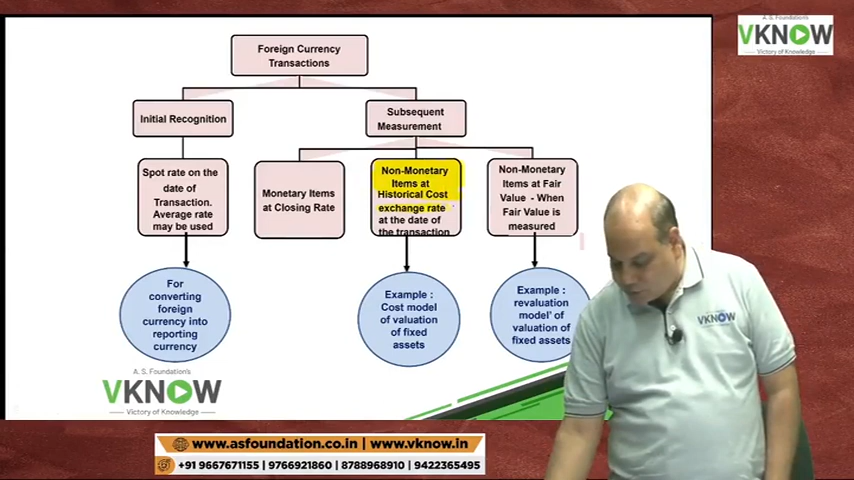 A. S. Foundation's
VKNOW
Victory of Knowledge
Foreign Currency
Transactions
Initial Recognition
Subsequent
Measurement
Spot rate on the
date of
Transaction.
Average rate
may be used
Monetary Items
at Closing Rate
Non-Monetary
Items at
Historical Cost
exchange rate
at the date of
the transaction
Non-Monetary
Items at Fair
Value - When
Fair Value is
measured
For
converting
foreign
currency into
reporting
currency
Example :
Cost model
of valuation
of fixed
assets
Example :
revaluation
model' of
valuation of
fixed assets
VKNOW
A. S. Foundation's
VKNOW
Victory of Knowledge
www.asfoundation.co.in | www.vknow.in
+91 9667671155 | 9766921860 | 8788968910 | 9422365495